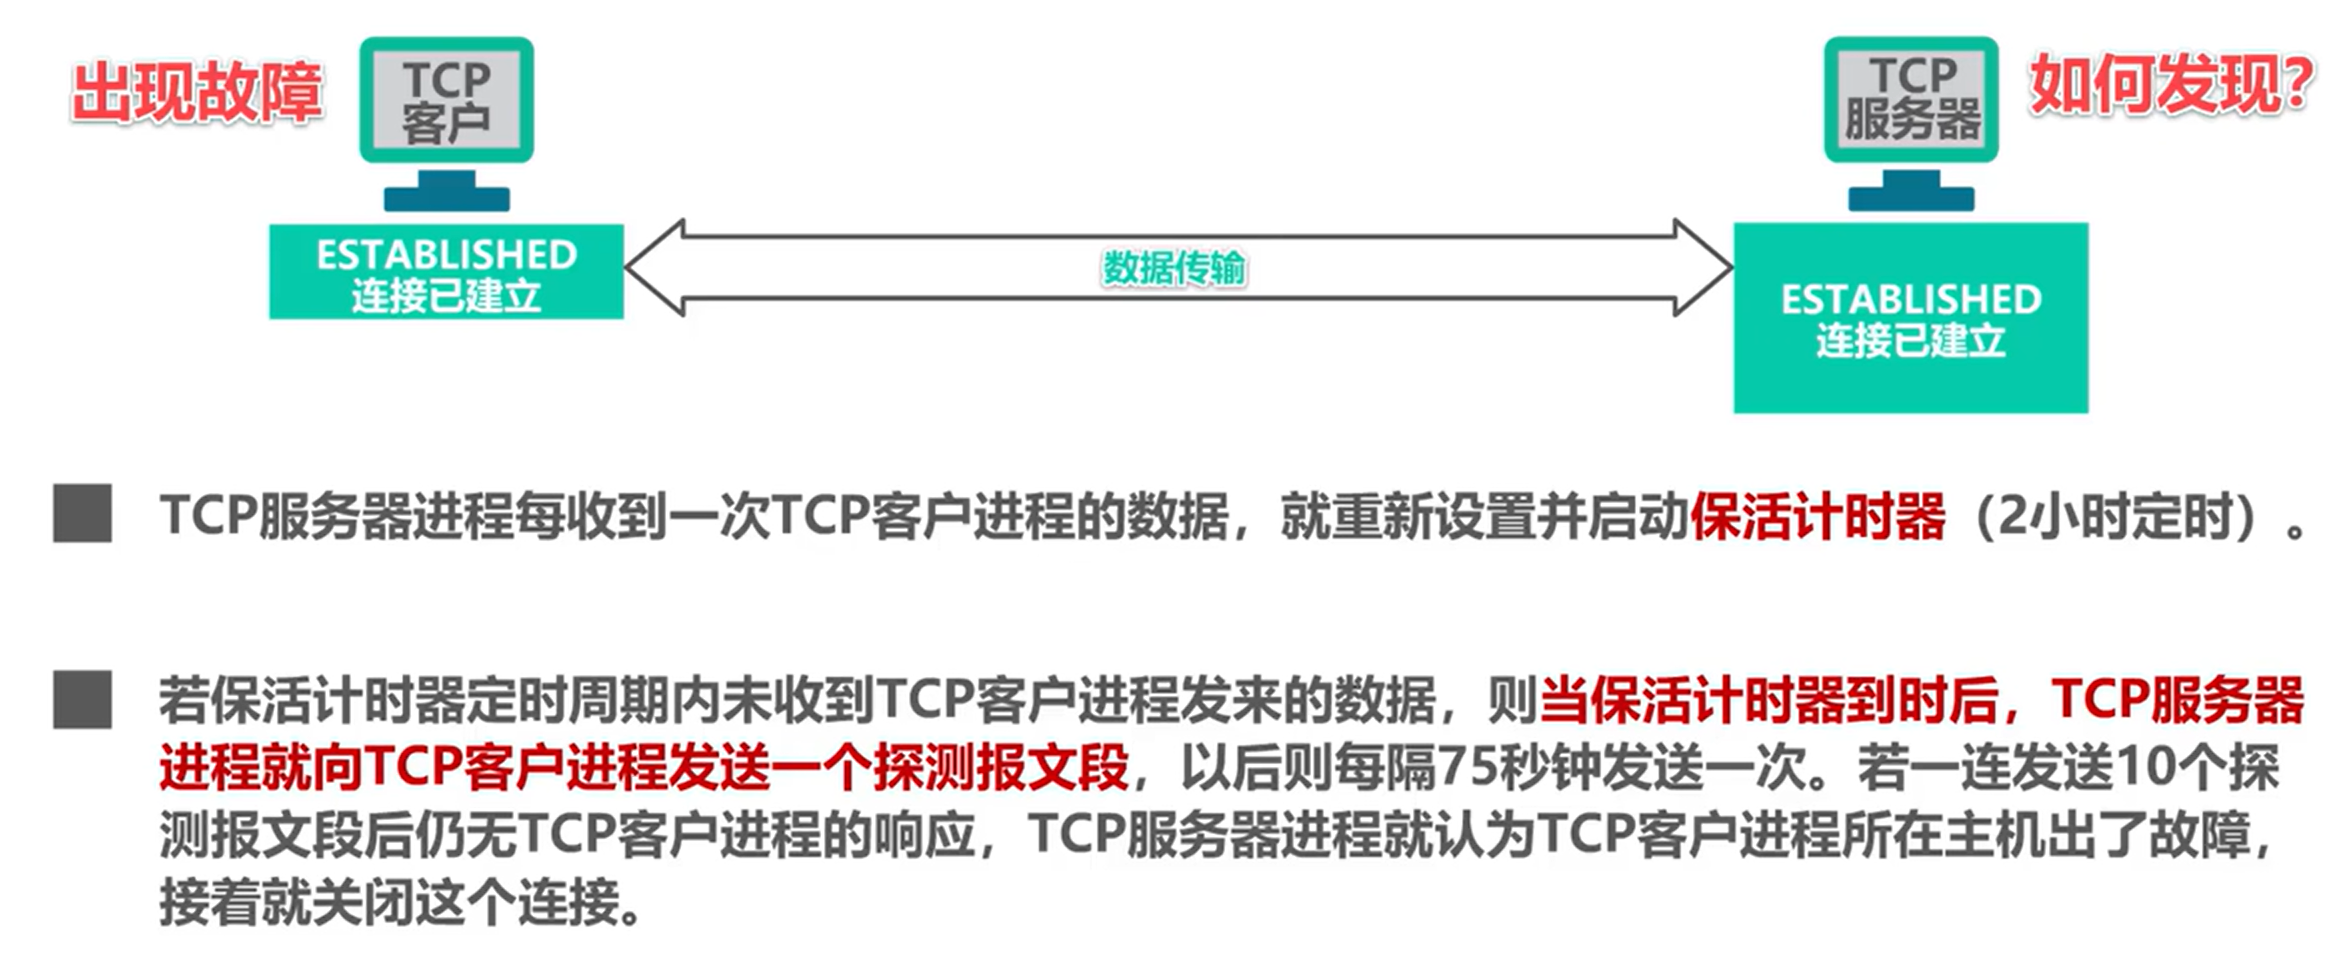 出现故障
TCP
客户
TCP
服务器
如何发现?
ESTABLISHED
连接已建立
数据传输
ESTABLISHED
连接已建立
TCP服务器进程每收到一次TCP客户进程的数据，就重新设置并启动保活计时器（2小时定时）。
若保活计时器定时周期内未收到TCP客户进程发来的数据，则当保活计时器到时后，TCP服务器
进程就向TCP客户进程发送一个探测报文段，以后则每隔75秒钟发送一次。若一连发送10个探
测报文段后仍无TCP客户进程的响应，TCP服务器进程就认为TCP客户进程所在主机出了故障，
接着就关闭这个连接。